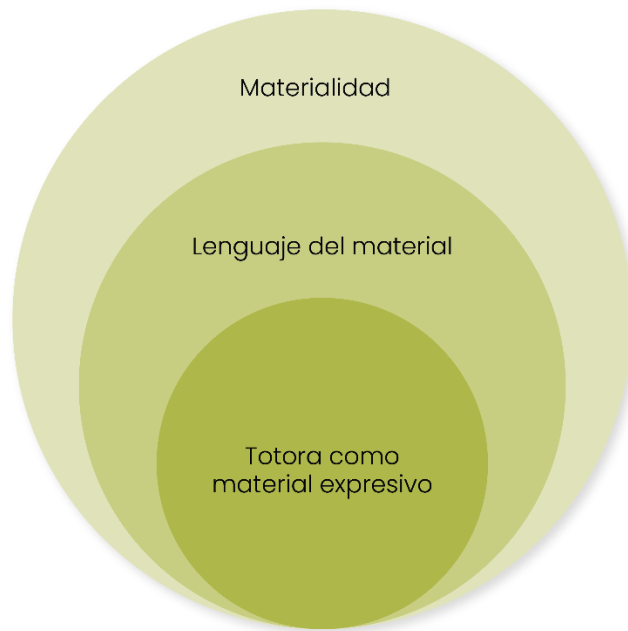 Materialidad
Lenguaje del material
Totora como
material expresivo